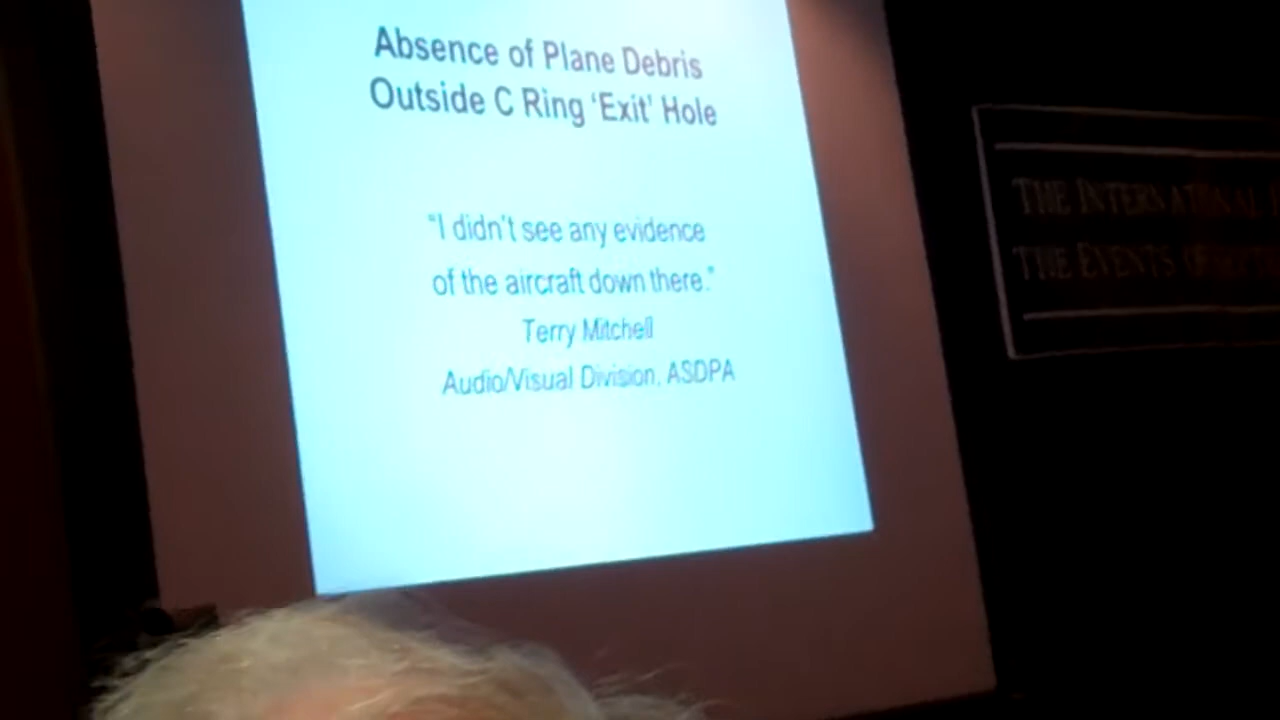 Absence of Plane Debris
Outside C Ring ‘Exit’ Hole
“I didn’t see any evidence
of the aircraft down there.”
Terry Mitchell
Audio/Visual Division, ASDPA
THE INTERNATIONAL
THE EVENTS OF